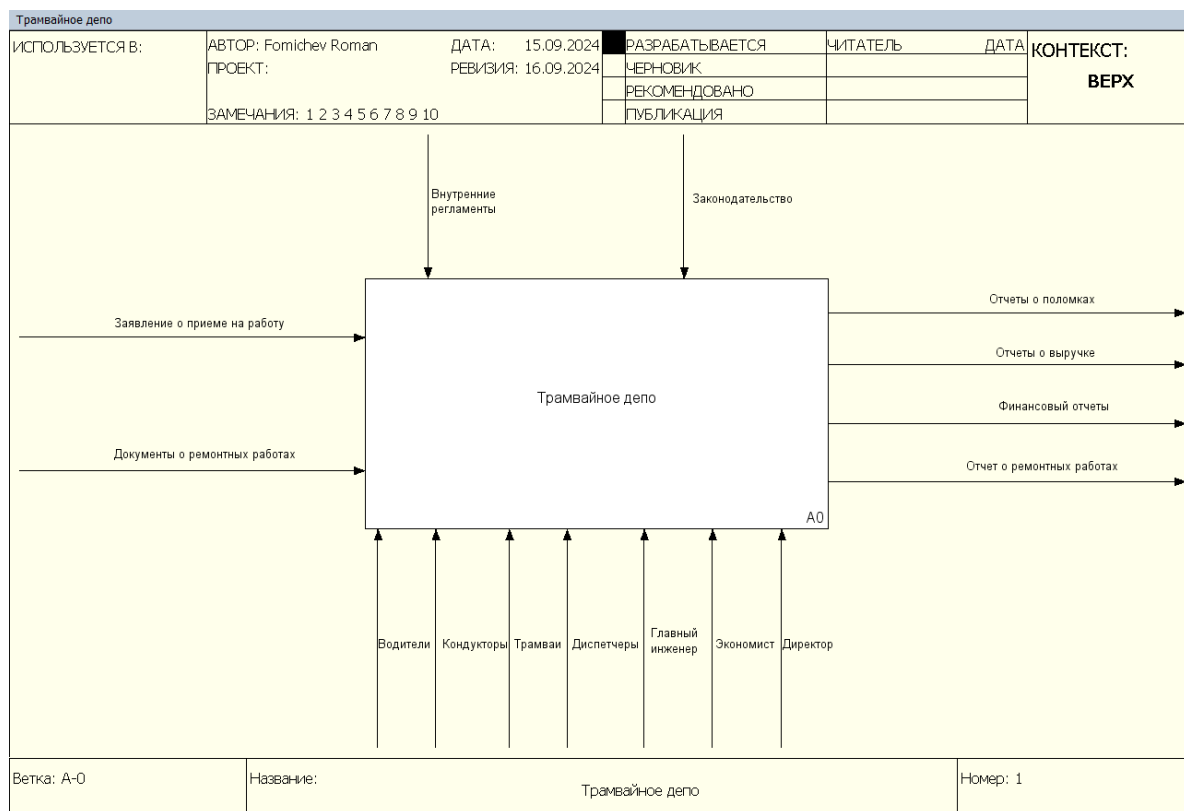 Трамвайное депо
ИСПОЛЬЗУЕТСЯ В:
АВТОР: Fomichev Roman
ДАТА: 15.09.2024
ПРОЕКТ:
РЕВИЗИЯ: 16.09.2024
ЗАМЕЧАНИЯ: 1 2 3 4 5 6 7 8 9 10
РАЗРАБАТЫВАЕТСЯ
ЧЕРНОВИК
РЕКОМЕНДОВАНО
ПУБЛИКАЦИЯ
ЧИТАТЕЛЬ
ДАТА
КОНТЕКСТ:
ВЕРХ
Внутренние
регламенты
Законодательство
Заявление о приеме на работу
Документы о ремонтных работах
Трамвайное депо
A0
Отчеты о поломках
Отчеты о выручке
Финансовый отчеты
Отчет о ремонтных работах
Водители
Кондукторы
Трамваи
Диспетчеры
Главный
инженер
Экономист
Директор
Ветка: A-0
Название:
Трамвайное депо
Номер: 1